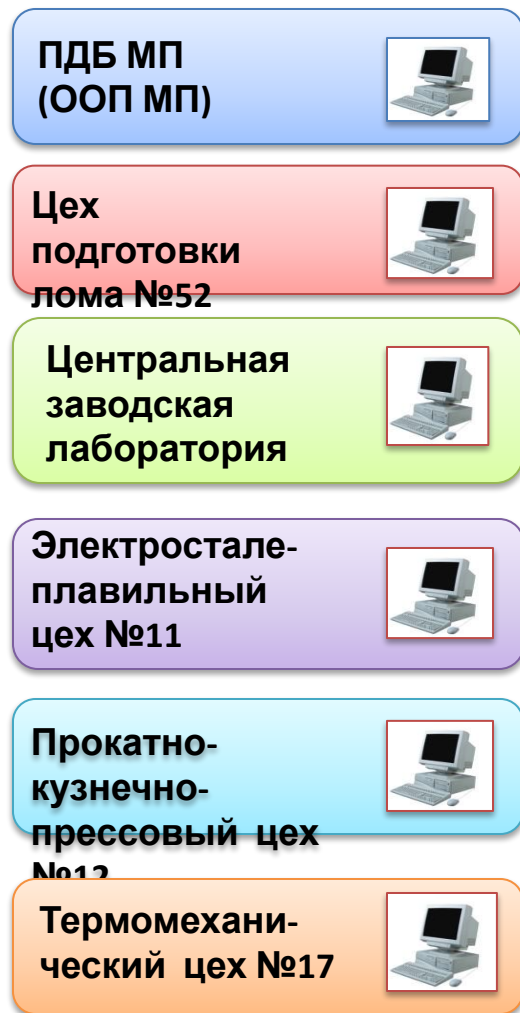 ПДБ МП
(ООП МП)
Цех
подготовки
лома №52
Центральная
заводская
лаборатория
Электростале-
плавильный
цех №11
Прокатно-
кузнечно-
прессовый цех
№12
Термомехани-
ческий цех №17